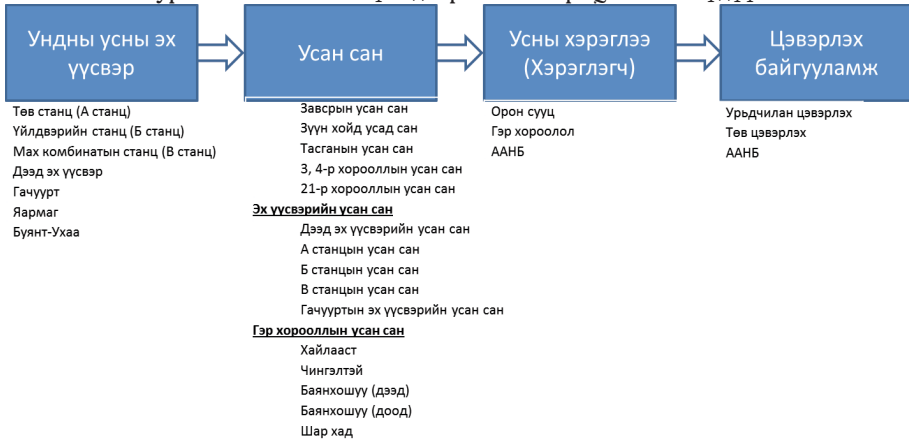 Ундны усны эх
үүсвэр
Усан сан
Усны хэрэглээ
(Хэрэглэгч)
Цэвэрлэх
байгууламж
Төв станц (А станц)
Үйлдвэрийн станц (Б станц)
Мах комбинатын станц (В станц)
Дээд эх үүсвэр
Гачуурт
Яармаг
Буянт-Ухаа
Завсрын усан сан
Зүүн хойд усад сан
Тасганын усан сан
3, 4-р хорооллын усан сан
21-р хорооллын усан сан
Эх үүсвэрийн усан сан
Дээд эх үүсвэрийн усан сан
А станцын усан сан
Б станцын усан сан
В станцын усан сан
Гачууртын эх үүсвэрийн усан сан
Гэр хорооллын усан сан
Хайлааст
Чингэлтэй
Баянхошуу (дээд)
Баянхошуу (доод)
Шар хад
Орон сууц
Гэр хороолол
ААНБ
Урьдчилан цэвэрлэх
Төв цэвэрлэх
ААНБ